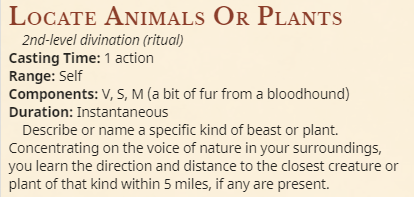 Locate Animals Or Plants
2nd-level divination (ritual)
Casting Time: 1 action
Range: Self
Components: V, S, M (a bit of fur from a bloodhound)
Duration: Instantaneous
Describe or name a specific kind of beast or plant.
Concentrating on the voice of nature in your surroundings,
you learn the direction and distance to the closest creature or
plant of that kind within 5 miles, if any are present.